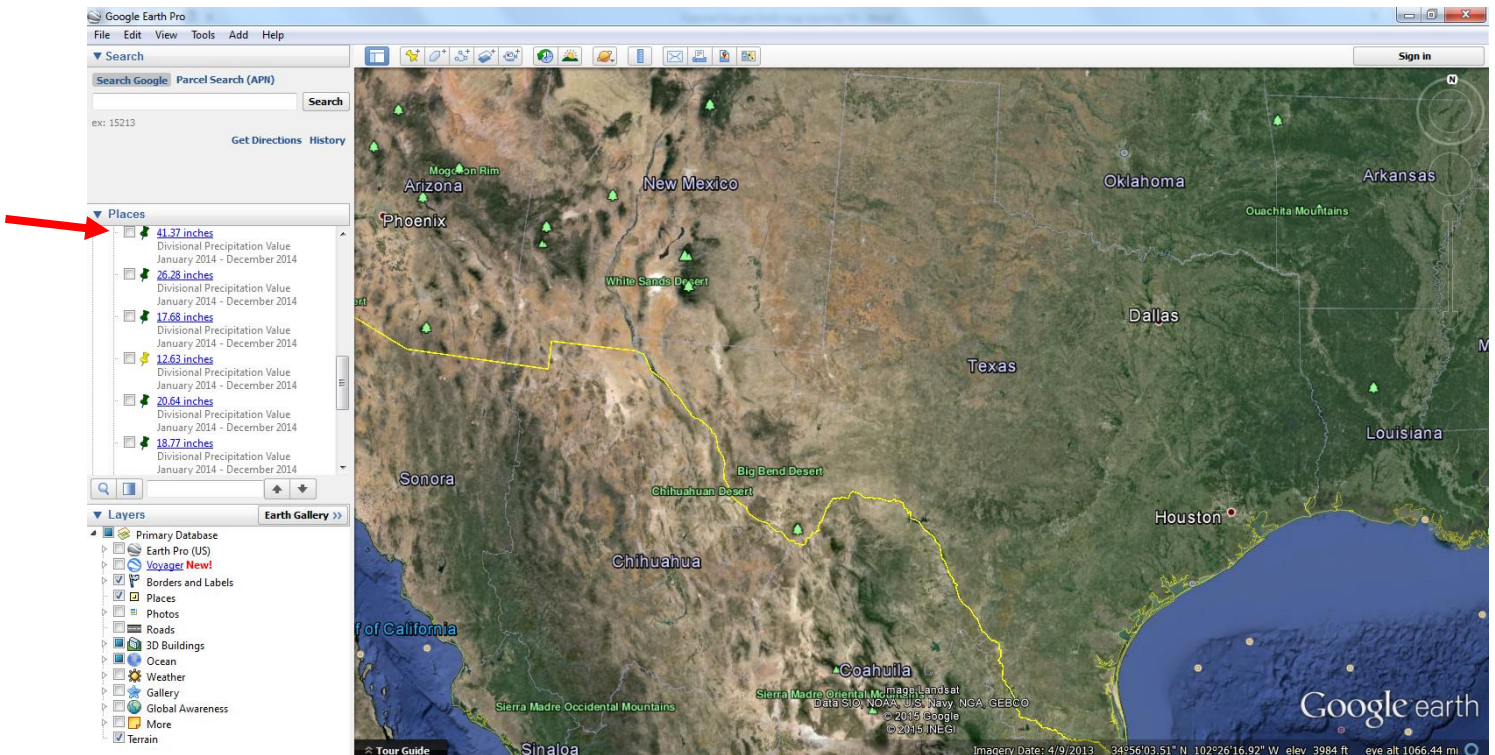 Google Earth Pro
File Edit View Tools Add Help
Search
Search Google Parcel Search (APN)
Search
ex: 15213
Get Directions History
Places
41.37 inches
Divisional Precipitation Value
January 2014 - December 2014
26.28 inches
Divisional Precipitation Value
January 2014 - December 2014
17.68 inches
Divisional Precipitation Value
January 2014 - December 2014
12.63 inches
Divisional Precipitation Value
January 2014 - December 2014
20.64 inches
Divisional Precipitation Value
January 2014 - December 2014
18.77 inches
Divisional Precipitation Value
January 2014 - December 2014
Layers
Earth Gallery >>
Primary Database
Earth Pro (US)
Voyager New!
Borders and Labels
Places
Photos
Roads
3D Buildings
Ocean
Weather
Gallery
Global Awareness
More
Terrain
Sign in
N
Mogollon Rim
Arizona
New Mexico
Oklahoma
Arkansas
Phoenix
Ouachita Mountains
White Sands Desert
Dallas
Texas
Louisiana
Sonora
Big Bend Desert
Chihuahuan Desert
Houston
Chihuahua
f of California
Coahuila
Sierra Madre Oriental Mountains
Sierra Madre Occidental Mountains
Image Landsat
Data SIO, NOAA, U.S. Navy, NGA, GEBCO
© 2015 Google
© 2015 INEGI
Google earth
Tour Guide
Sinaloa
Imagery Date: 4/9/2013 34°56'03.51" N 102°26'16.92" W elev 3984 ft eye alt 1066.44 mi